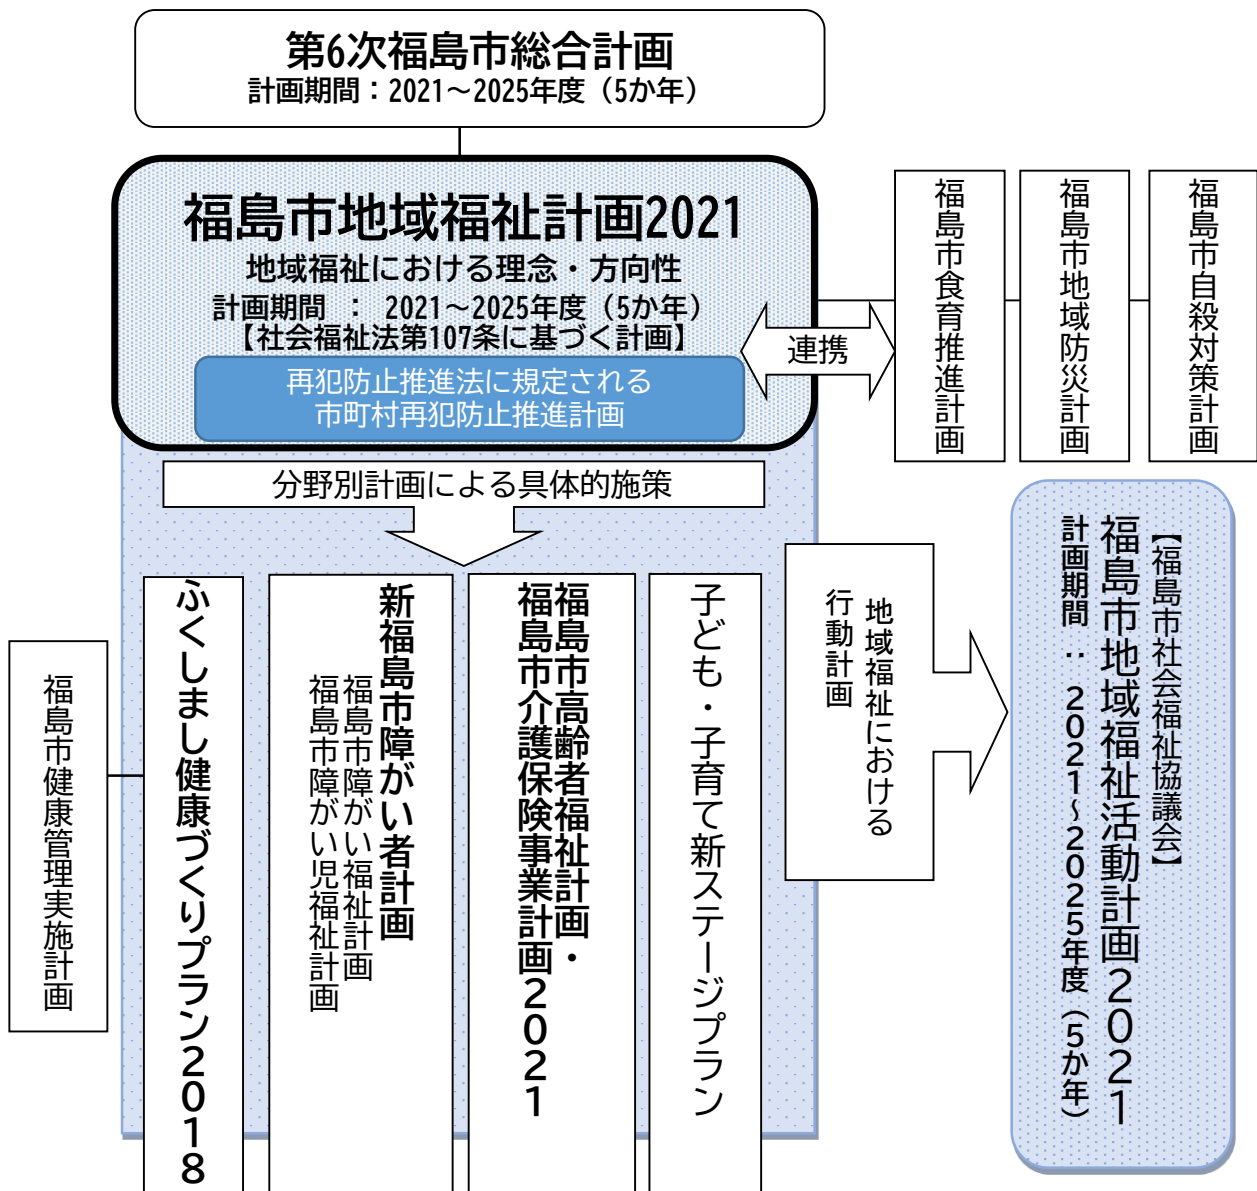 第6次福島市総合計画
計画期間：2021～2025年度（5か年）
福島市地域福祉計画2021
地域福祉における理念・方向性
計画期間 ： 2021～2025年度（5か年）
【社会福祉法第107条に基づく計画】
再犯防止推進法に規定される
市町村再犯防止推進計画
連携
福島市食育推進計画
福島市地域防災計画
福島市自殺対策計画
分野別計画による具体的施策
福島市健康管理実施計画
ふくしまし健康づくりプラン2018
新福島市障がい者計画
福島市障がい福祉計画
福島市障がい児福祉計画
福島市高齢者福祉計画・
福島市介護保険事業計画2021
子ども・子育て新ステージプラン
地域福祉における
行動計画
【福島市社会福祉協議会】
福島市地域福祉活動計画2021
計画期間：2021～2025年度（5か年）